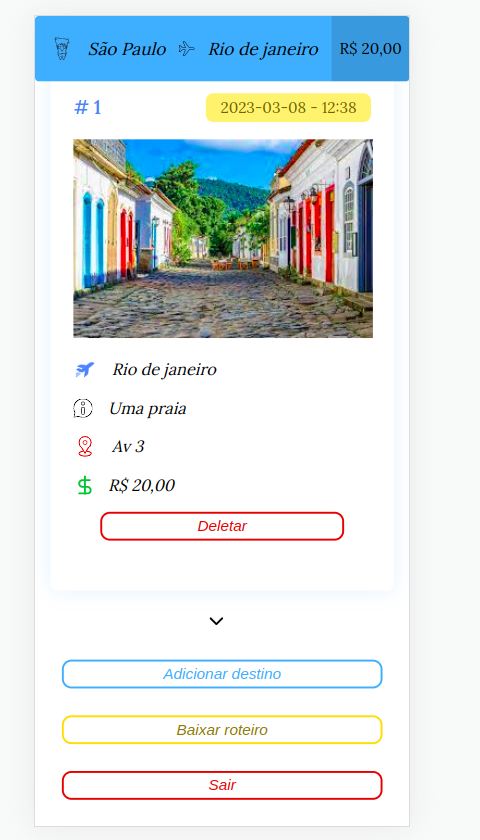 São Paulo Rio de janeiro R$ 20,00
# 1 2023-03-08 - 12:38
Rio de janeiro
Uma praia
Av 3
R$ 20,00
Deletar
Adicionar destino
Baixar roteiro
Sair